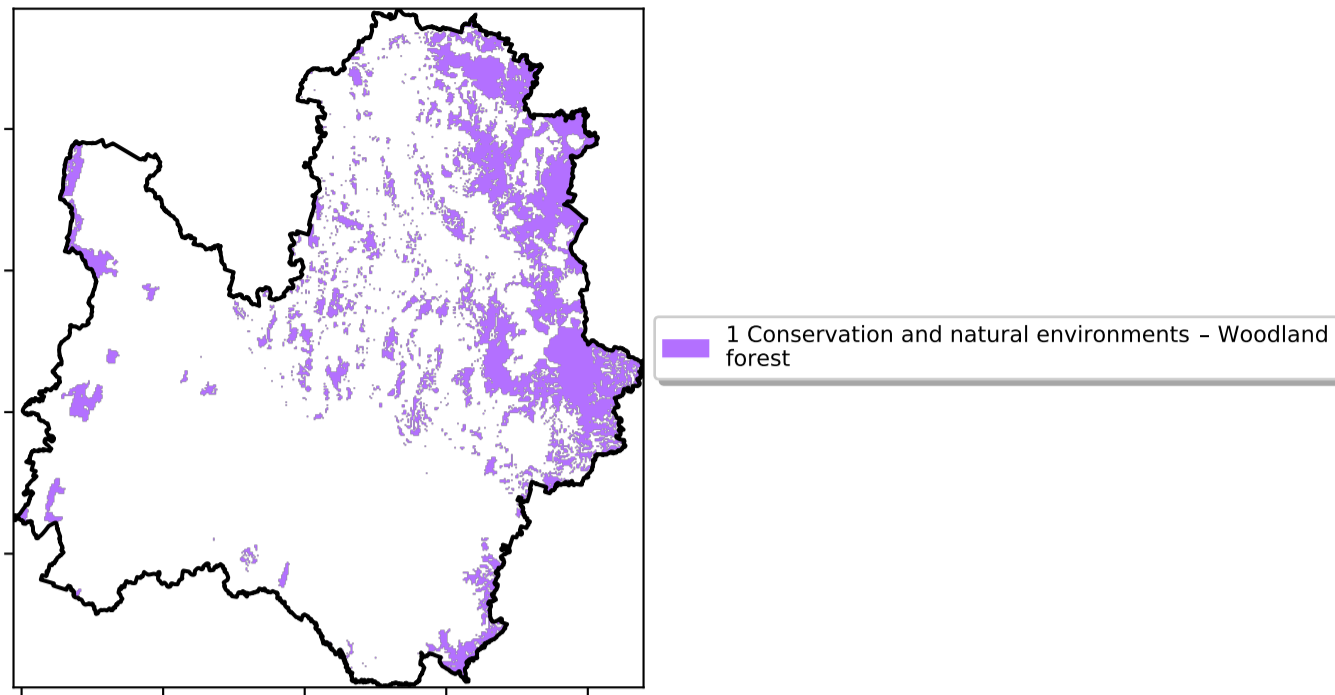 1 Conservation and natural environments – Woodland
forest